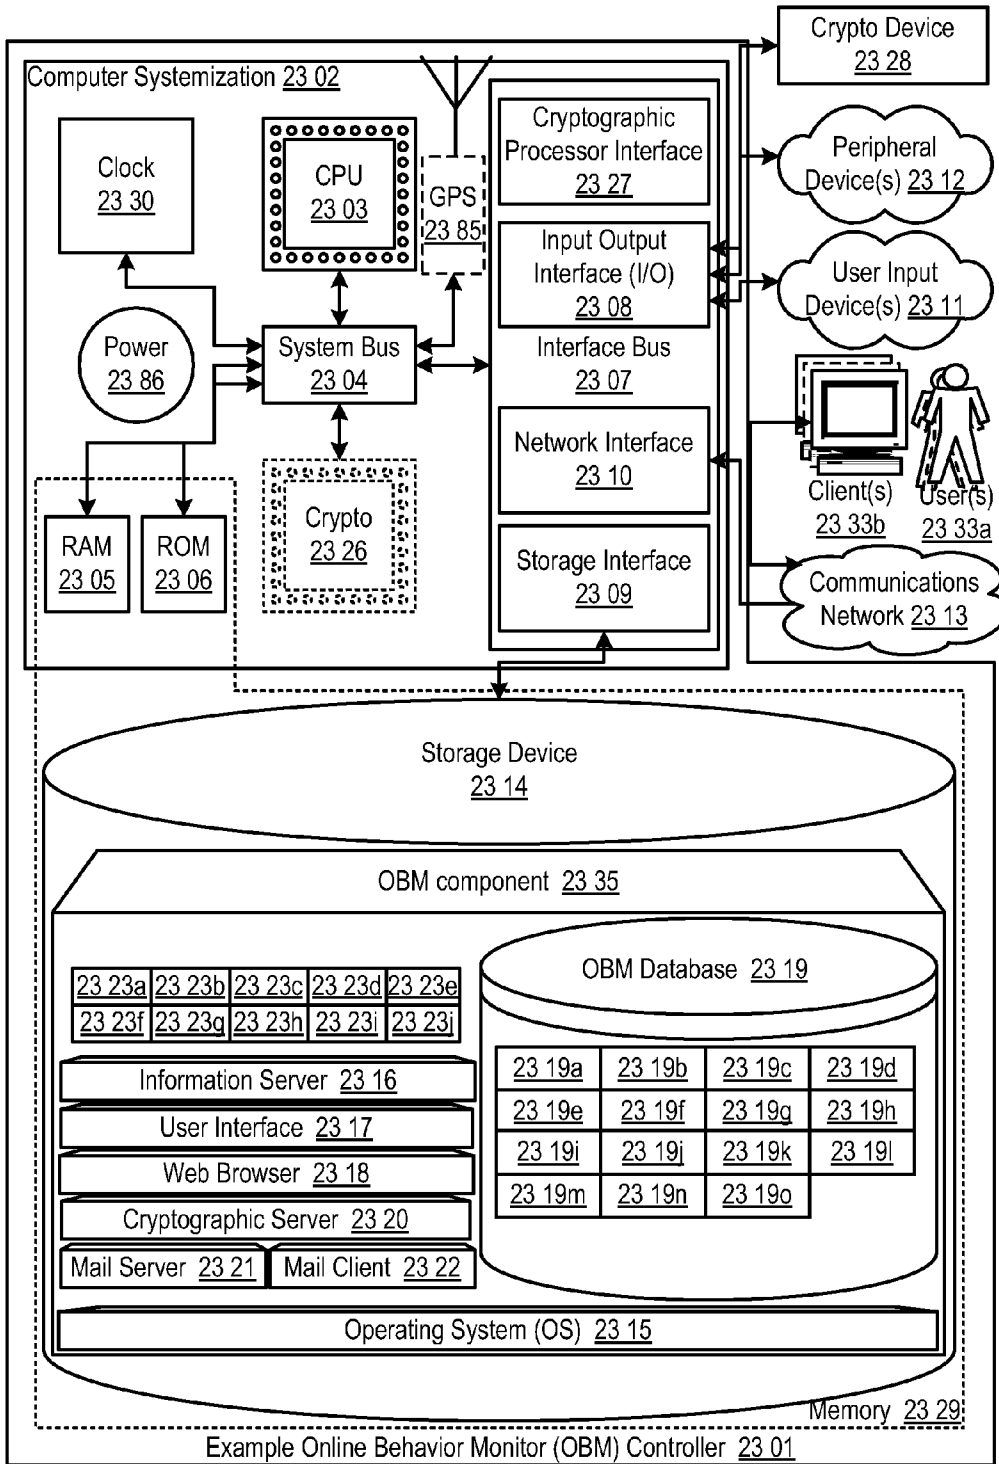 Crypto Device
23 28
Computer Systemization 23 02
Clock
23 30
CPU
23 03
GPS
23 85
Cryptographic
Processor Interface
23 27
Peripheral
Device(s) 23 12
Input Output
Interface (I/O)
23 08
User Input
Device(s) 23 11
Power
23 86
System Bus
23 04
Interface Bus
23 07
Crypto
23 26
Network Interface
23 10
Client(s)
23 33b
User(s)
23 33a
RAM
23 05
ROM
23 06
Storage Interface
23 09
Communications
Network 23 13
Storage Device
23 14
OBM component 23 35
23 23a 23 23b 23 23c 23 23d 23 23e
23 23f 23 23g 23 23h 23 23i 23 23j
Information Server 23 16
User Interface 23 17
Web Browser 23 18
Cryptographic Server 23 20
Mail Server 23 21
Mail Client 23 22
OBM Database 23 19
23 19a 23 19b 23 19c 23 19d
23 19e 23 19f 23 19g 23 19h
23 19i 23 19j 23 19k 23 19l
23 19m 23 19n 23 19o
Operating System (OS) 23 15
Memory 23 29
Example Online Behavior Monitor (OBM) Controller 23 01